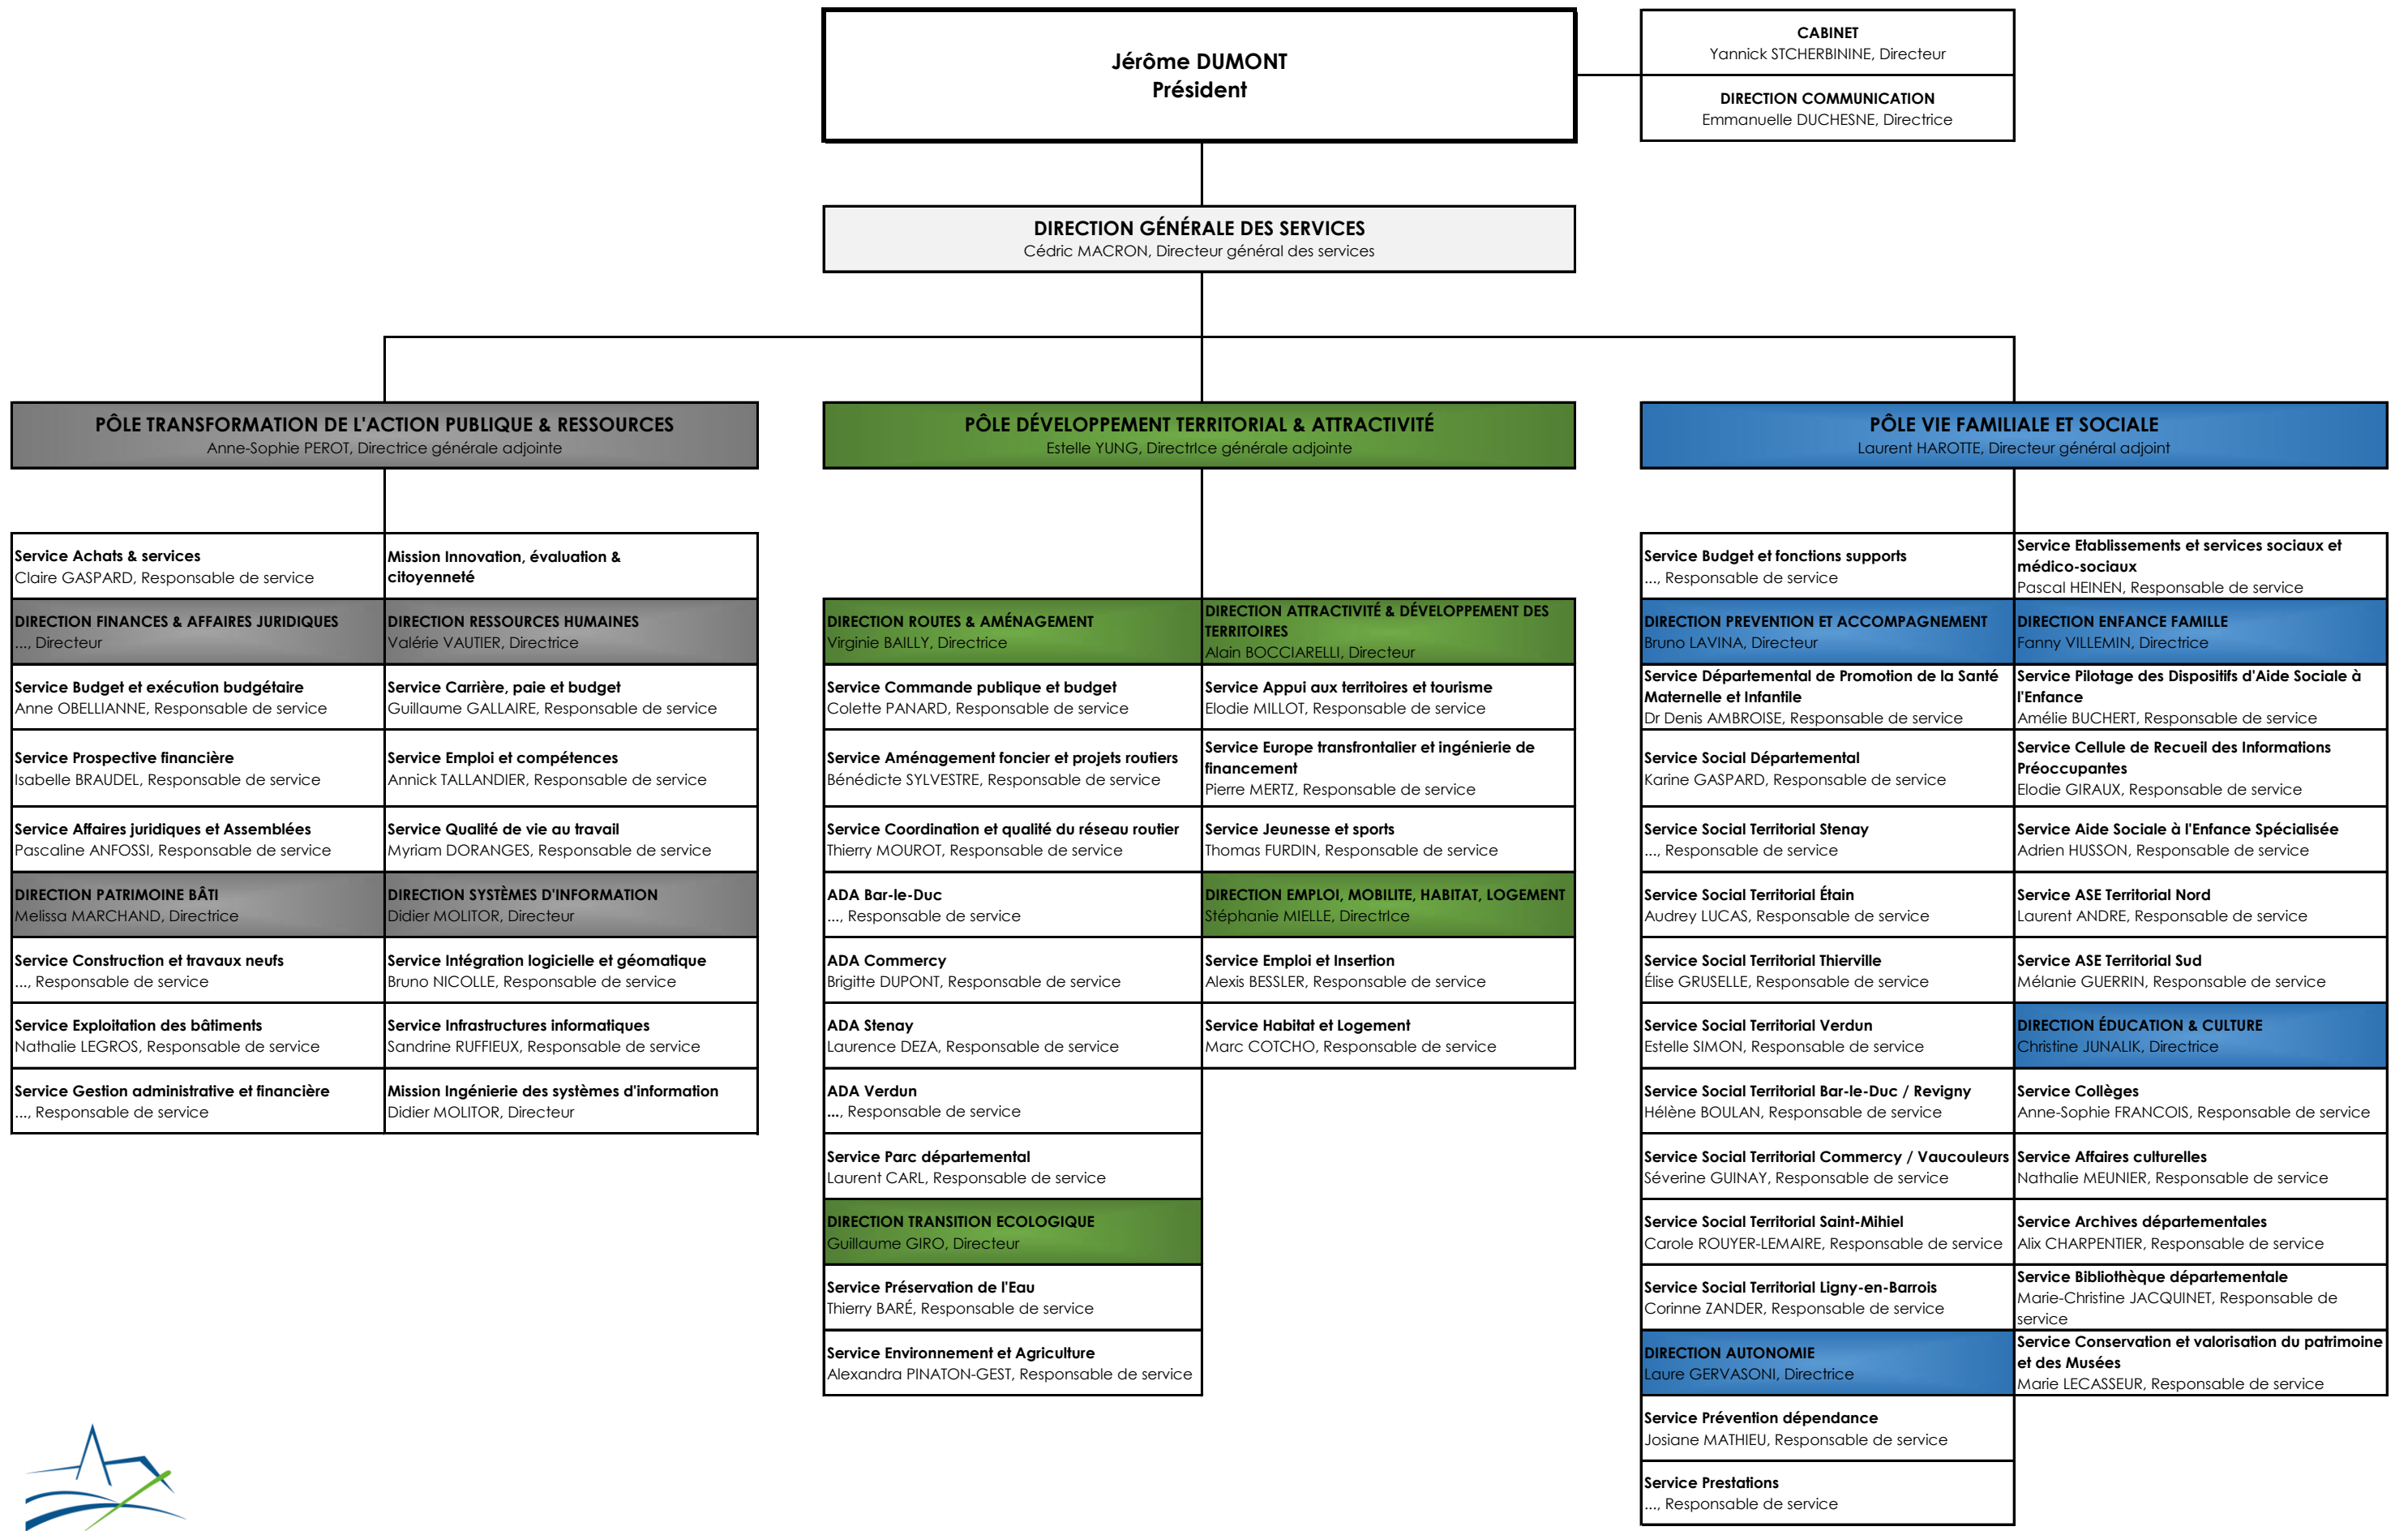 Jérôme DUMONT
Président
CABINET
Yannick STCHERBININE, Directeur
DIRECTION COMMUNICATION
Emmanuelle DUCHESNE, Directrice
DIRECTION GÉNÉRALE DES SERVICES
Cédric MACRON, Directeur général des services
PÔLE TRANSFORMATION DE L'ACTION PUBLIQUE & RESSOURCES
Anne-Sophie PEROT, Directrice générale adjointe
Service Achats & services
Claire GASPARD, Responsable de service
DIRECTION FINANCES & AFFAIRES JURIDIQUES
..., Directeur
Service Budget et exécution budgétaire
Anne OBELLIANNE, Responsable de service
Service Prospective financière
Isabelle BRAUDEL, Responsable de service
Service Affaires juridiques et Assemblées
Pascaline ANFOSSI, Responsable de service
DIRECTION PATRIMOINE BÂTI
Melissa MARCHAND, Directrice
Service Construction et travaux neufs
..., Responsable de service
Service Exploitation des bâtiments
Nathalie LEGROS, Responsable de service
Service Gestion administrative et financière
..., Responsable de service
Mission Innovation, évaluation &
citoyenneté
DIRECTION RESSOURCES HUMAINES
Valérie VAUTIER, Directrice
Service Carrière, paie et budget
Guillaume GALLAIRE, Responsable de service
Service Emploi et compétences
Annick TALLANDIER, Responsable de service
Service Qualité de vie au travail
Myriam DORANGES, Responsable de service
DIRECTION SYSTÈMES D'INFORMATION
Didier MOLITOR, Directeur
Service Intégration logicielle et géomatique
Bruno NICOLLE, Responsable de service
Service Infrastructures informatiques
Sandrine RUFFIEUX, Responsable de service
Mission Ingénierie des systèmes d'information
Didier MOLITOR, Directeur
PÔLE DÉVELOPPEMENT TERRITORIAL & ATTRACTIVITÉ
Estelle YUNG, DirectrIce générale adjointe
DIRECTION ROUTES & AMÉNAGEMENT
Virginie BAILLY, Directrice
Service Commande publique et budget
Colette PANARD, Responsable de service
Service Aménagement foncier et projets routiers
Bénédicte SYLVESTRE, Responsable de service
Service Coordination et qualité du réseau routier
Thierry MOUROT, Responsable de service
ADA Bar-le-Duc
..., Responsable de service
ADA Commercy
Brigitte DUPONT, Responsable de service
ADA Stenay
Laurence DEZA, Responsable de service
ADA Verdun
..., Responsable de service
Service Parc départemental
Laurent CARL, Responsable de service
DIRECTION TRANSITION ECOLOGIQUE
Guillaume GIRO, Directeur
Service Préservation de l'Eau
Thierry BARÉ, Responsable de service
Service Environnement et Agriculture
Alexandra PINATON-GEST, Responsable de service
DIRECTION ATTRACTIVITÉ & DÉVELOPPEMENT DES
TERRITOIRES
Alain BOCCIARELLI, Directeur
Service Appui aux territoires et tourisme
Elodie MILLOT, Responsable de service
Service Europe transfrontalier et ingénierie de
financement
Pierre MERTZ, Responsable de service
Service Jeunesse et sports
Thomas FURDIN, Responsable de service
DIRECTION EMPLOI, MOBILITE, HABITAT, LOGEMENT
Stéphanie MIELLE, DirectrIce
Service Emploi et Insertion
Alexis BESSLER, Responsable de service
Service Habitat et Logement
Marc COTCHO, Responsable de service
PÔLE VIE FAMILIALE ET SOCIALE
Laurent HAROTTE, Directeur général adjoint
Service Budget et fonctions supports
..., Responsable de service
DIRECTION PREVENTION ET ACCOMPAGNEMENT
Bruno LAVINA, Directeur
Service Départemental de Promotion de la Santé
Maternelle et Infantile
Dr Denis AMBROISE, Responsable de service
Service Social Départemental
Karine GASPARD, Responsable de service
Service Social Territorial Stenay
..., Responsable de service
Service Social Territorial Étain
Audrey LUCAS, Responsable de service
Service Social Territorial Thierville
Élise GRUSELLE, Responsable de service
Service Social Territorial Verdun
Estelle SIMON, Responsable de service
Service Social Territorial Bar-le-Duc / Revigny
Hélène BOULAN, Responsable de service
Service Social Territorial Commercy / Vaucouleurs
Séverine GUINAY, Responsable de service
Service Social Territorial Saint-Mihiel
Carole ROUYER-LEMAIRE, Responsable de service
Service Social Territorial Ligny-en-Barrois
Corinne ZANDER, Responsable de service
DIRECTION AUTONOMIE
Laure GERVASONI, Directrice
Service Prévention dépendance
Josiane MATHIEU, Responsable de service
Service Prestations
..., Responsable de service
Service Etablissements et services sociaux et
médico-sociaux
Pascal HEINEN, Responsable de service
DIRECTION ENFANCE FAMILLE
Fanny VILLEMIN, Directrice
Service Pilotage des Dispositifs d'Aide Sociale à
l'Enfance
Amélie BUCHERT, Responsable de service
Service Cellule de Recueil des Informations
Préoccupantes
Elodie GIRAUX, Responsable de service
Service Aide Sociale à l'Enfance Spécialisée
Adrien HUSSON, Responsable de service
Service ASE Territorial Nord
Laurent ANDRE, Responsable de service
Service ASE Territorial Sud
Mélanie GUERRIN, Responsable de service
DIRECTION ÉDUCATION & CULTURE
Christine JUNALIK, Directrice
Service Collèges
Anne-Sophie FRANCOIS, Responsable de service
Service Affaires culturelles
Nathalie MEUNIER, Responsable de service
Service Archives départementales
Alix CHARPENTIER, Responsable de service
Service Bibliothèque départementale
Marie-Christine JACQUINET, Responsable de
service
Service Conservation et valorisation du patrimoine
et des Musées
Marie LECASSEUR, Responsable de service